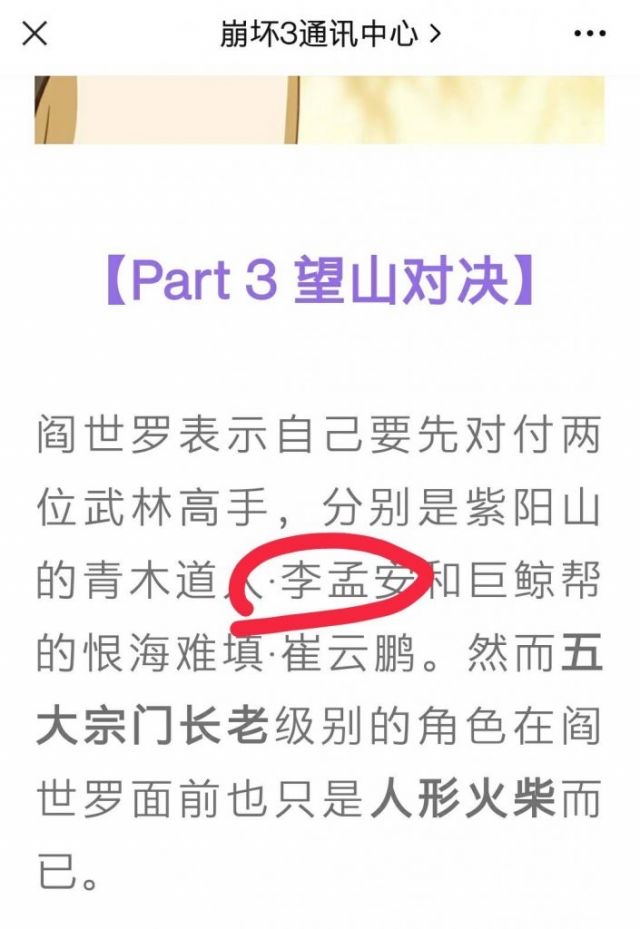 崩坏3通讯中心
【Part 3 望山对决】
阎世罗表示自己要先对付两
位武林高手，分别是紫阳山
的青木道人·李孟安和巨鲸帮
的恨海难填·崔云鹏。然而五
大宗门长老级别的角色在阎
世罗面前也只是人形火柴而
已。